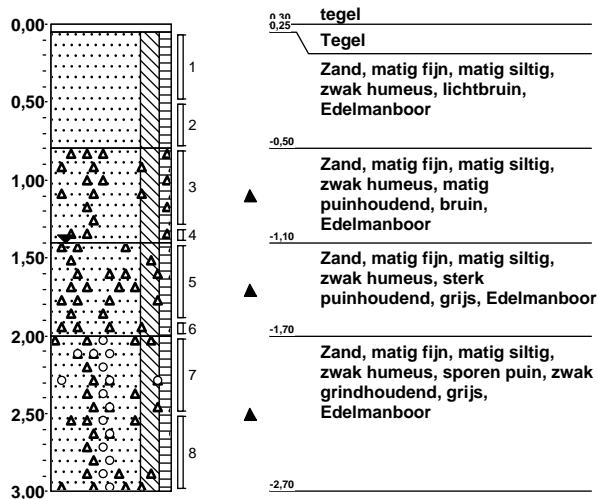 0,00
0,50
1,00
1,50
2,00
2,50
3,00
1
2
3
4
5
6
7
8
0,30
tegel
0,25
Tegel
Zand, matig fijn, matig siltig,
zwak humeus, lichtbruin,
Edelmanboor
-0,50
Zand, matig fijn, matig siltig,
zwak humeus, matig
puinhoudend, bruin,
Edelmanboor
-1,10
Zand, matig fijn, matig siltig,
zwak humeus, sterk
puinhoudend, grijs, Edelmanboor
-1,70
Zand, matig fijn, matig siltig,
zwak humeus, sporen puin, zwak
grindhoudend, grijs,
Edelmanboor
-2,70